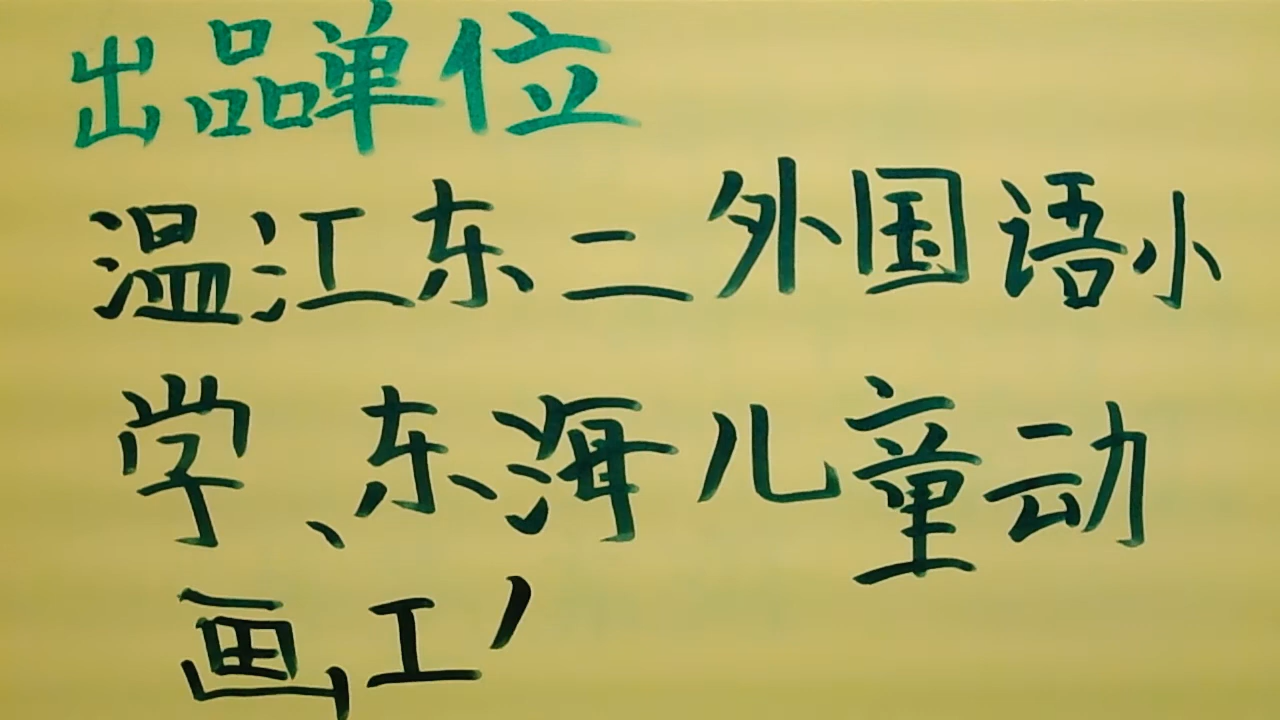 出品单位
温江东二外国语小
学、东海儿童动
画工